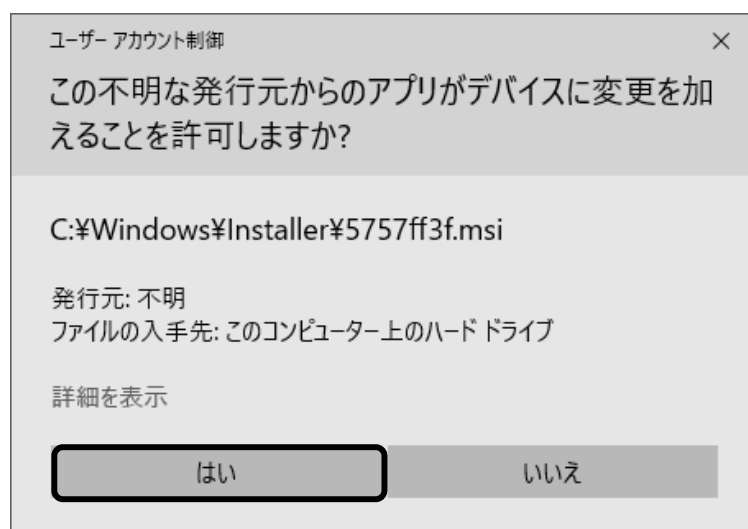 ユーザー アカウント制御
この不明な発行元からのアプリがデバイスに変更を加
えることを許可しますか?
C:¥Windows¥Installer¥5757ff3f.msi
発行元: 不明
ファイルの入手先: このコンピューター上のハード ドライブ
詳細を表示
はい
いいえ